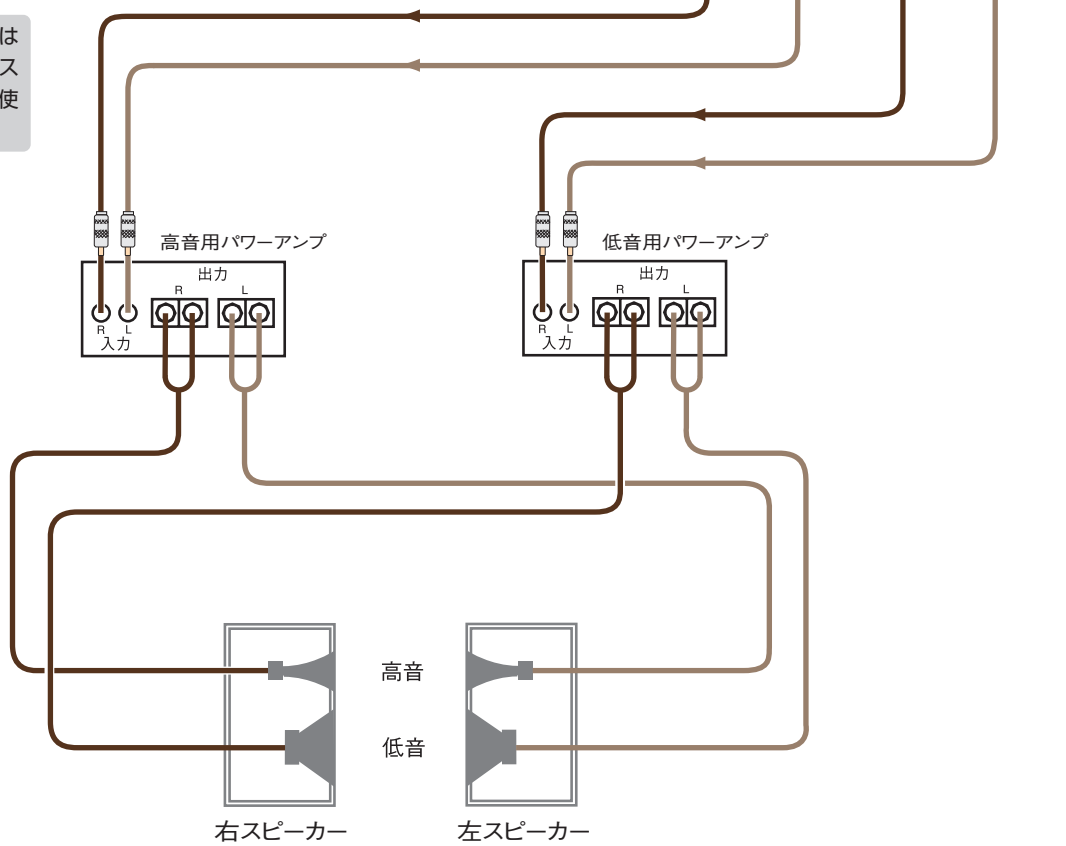 は
ス
使
高音用パワーアンプ
出力
R L
R L
入力
低音用パワーアンプ
出力
R L
R L
入力
高音
低音
右スピーカー
左スピーカー